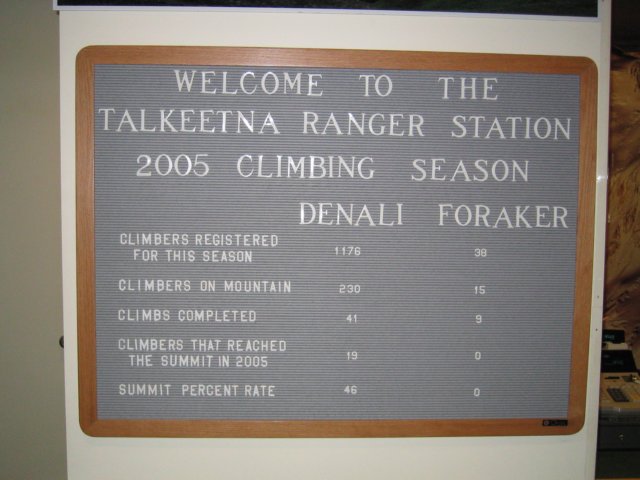 WELCOME TO THE
TALKEETNA RANGER STATION
2005 CLIMBING SEASON
DENALI FORAKER
CLIMBERS REGISTERED
FOR THIS SEASON 1176 38
CLIMBERS ON MOUNTAIN 230 15
CLIMBS COMPLETED 41 9
CLIMBERS THAT REACHED
THE SUMMIT IN 2005 19 0
SUMMIT PERCENT RATE 46 0